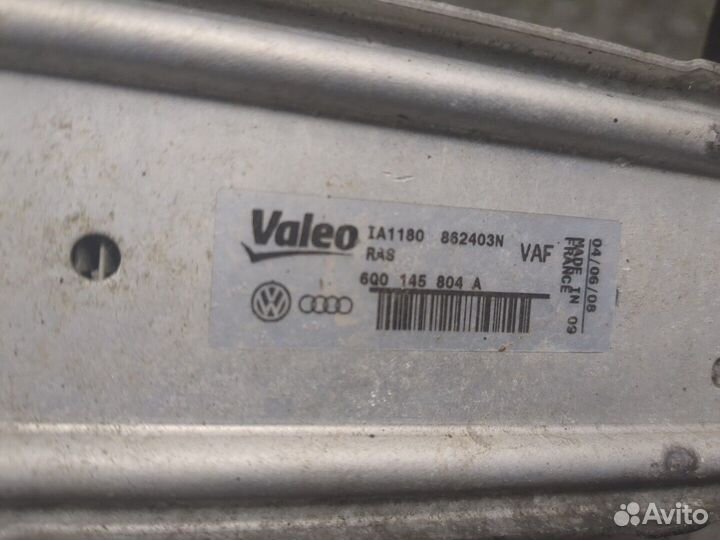 Valeo
IA1180 862403N
RAS
VAF
6Q0 145 804 A
04/06/08
MADE IN
FRANCE
09
Avito